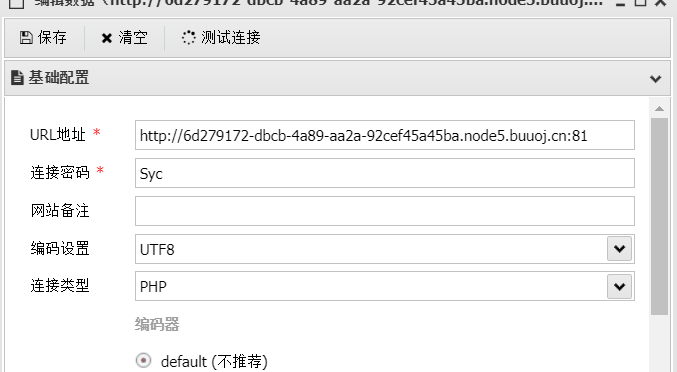 编辑数据 (http://6d279172-dbcb-4a89-aa2a-92cef45a45ba.node5.buuoj....
保存 清空 测试连接
基础配置
URL地址 * http://6d279172-dbcb-4a89-aa2a-92cef45a45ba.node5.buuoj.cn:81
连接密码 * Syc
网站备注
编码设置 UTF8
连接类型 PHP
编码器
default (不推荐)